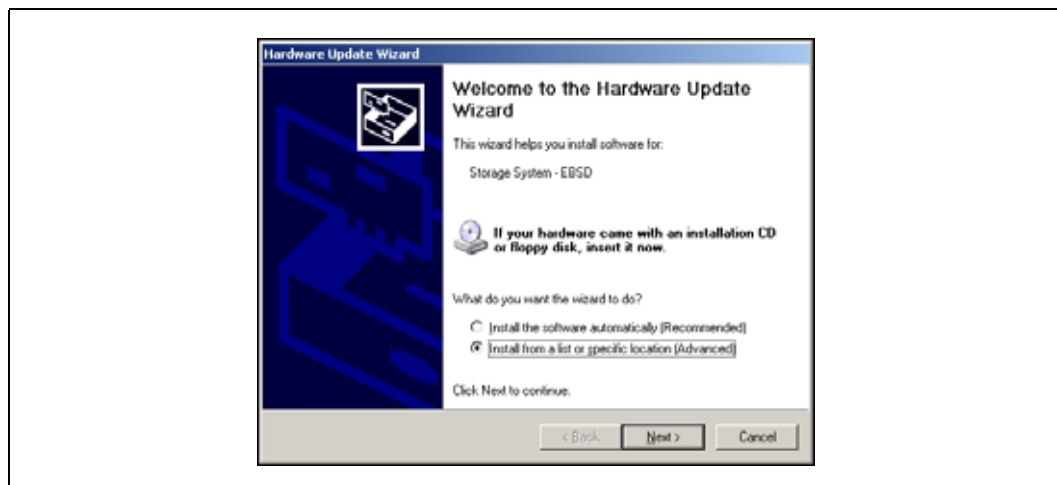 Hardware Update Wizard
Welcome to the Hardware Update
Wizard
This wizard helps you install software for:
Storage System - EBSD
If your hardware came with an installation CD
or floppy disk, insert it now.
What do you want the wizard to do?
Install the software automatically (Recommended)
Install from a list or specific location (Advanced)
Click Next to continue.
< Back
Next >
Cancel